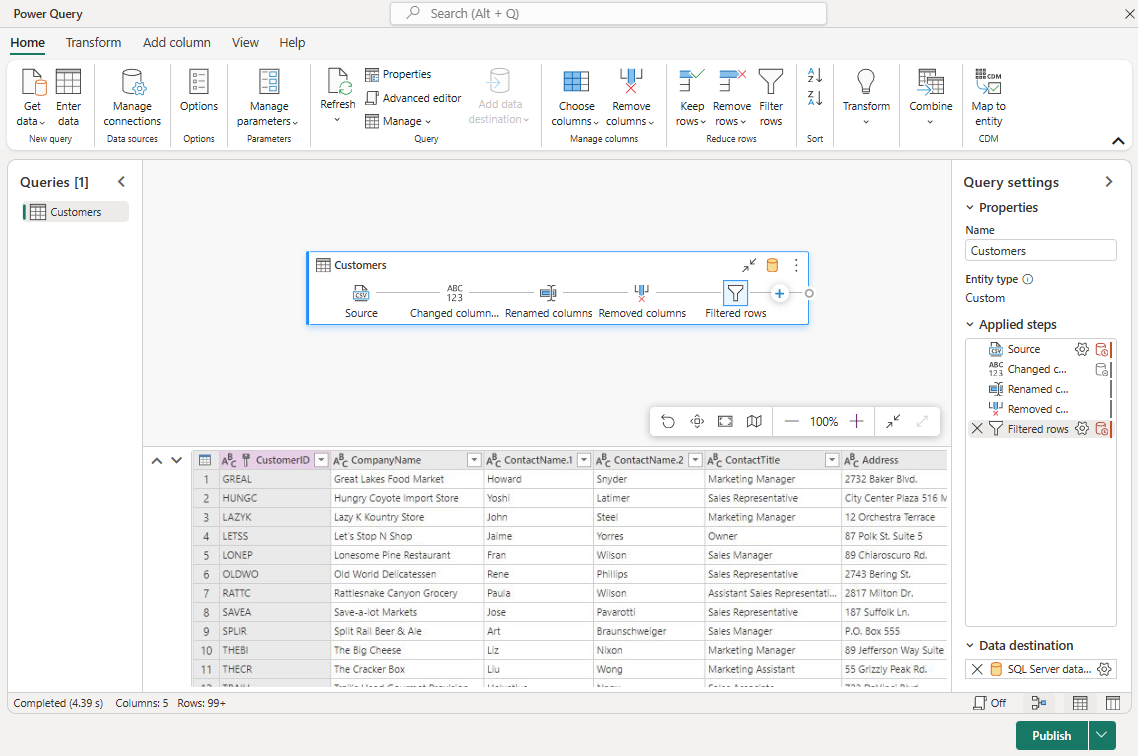 Power Query
Search (Alt + Q)
Home Transform Add column View Help
Get data
Enter data
New query
Manage connections
Data sources
Options
Options
Manage parameters
Parameters
Refresh
Properties
Advanced editor
Manage
Query
Add data destination
Choose columns
Remove columns
Manage columns
Keep rows
Remove rows
Filter rows
Reduce rows
A Z
Z A
Sort
Transform
Combine
CDM
Map to entity
CDM
Queries [1]
Customers
Customers
CSV
ABC 123
Source Changed column... Renamed columns Removed columns Filtered rows
100%
Query settings
Properties
Name
Customers
Entity type
Custom
Applied steps
Source
Changed c...
Renamed c...
Removed c...
Filtered rows
Data destination
SQL Server data...
CustomerID CompanyName ContactName.1 ContactName.2 ContactTitle Address
1 GREAL Great Lakes Food Market Howard Snyder Marketing Manager 2732 Baker Blvd.
2 HUNGC Hungry Coyote Import Store Yoshi Latimer Sales Representative City Center Plaza 516 M
3 LAZYK Lazy K Kountry Store John Steel Marketing Manager 12 Orchestra Terrace
4 LETSS Let's Stop N Shop Jaime Yorres Owner 87 Polk St. Suite 5
5 LONEP Lonesome Pine Restaurant Fran Wilson Sales Manager 89 Chiaroscuro Rd.
6 OLDWO Old World Delicatessen Rene Phillips Sales Representative 2743 Bering St.
7 RATTC Rattlesnake Canyon Grocery Paula Wilson Assistant Sales Representati... 2817 Milton Dr.
8 SAVEA Save-a-lot Markets Jose Pavarotti Sales Representative 187 Suffolk Ln.
9 SPLIR Split Rail Beer & Ale Art Braunschweiger Sales Manager P.O. Box 555
10 THEBI The Big Cheese Liz Nixon Marketing Manager 89 Jefferson Way Suite
11 THECR The Cracker Box Liu Wong Marketing Assistant 55 Grizzly Peak Rd.
Completed (4.39 s) Columns: 5 Rows: 99+
Off
Publish